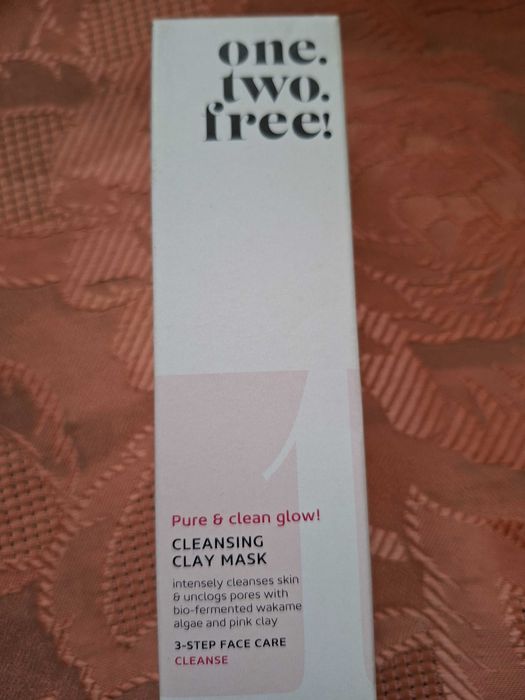 one.
two.
free!
1
Pure & clean glow!
CLEANSING
CLAY MASK
intensely cleanses skin
& unclogs pores with
bio-fermented wakame
algae and pink clay
3-STEP FACE CARE
CLEANSE